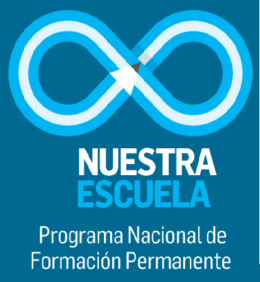 NUESTRA
ESCUELA
Programa Nacional de
Formación Permanente